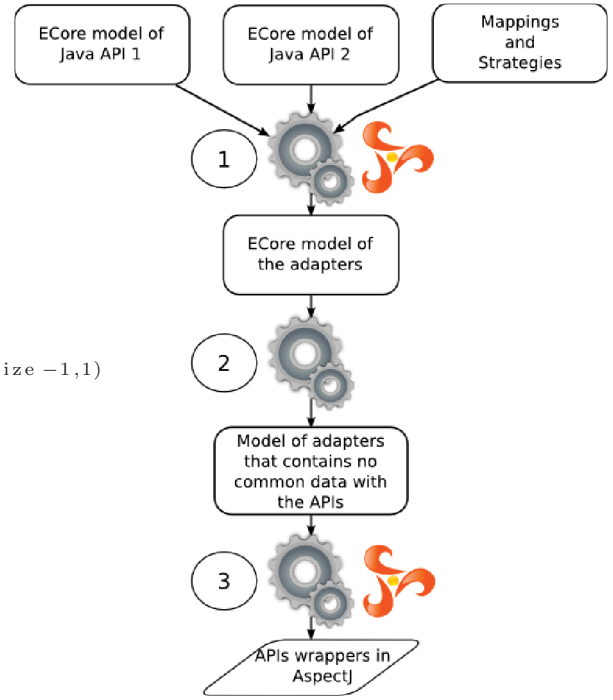 ECore model of
Java API 1
ECore model of
Java API 2
Mappings
and
Strategies
1
ECore model of
the adapters
2
ize −1,1)
Model of adapters
that contains no
common data with
the APIs
3
APIs wrappers in
AspectJ